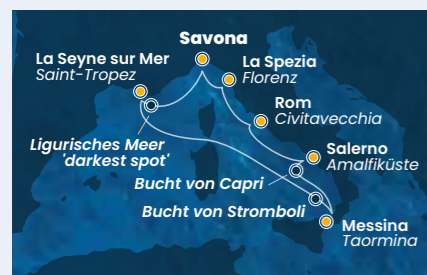 Savona
La Seyne sur Mer
Saint-Tropez
La Spezia
Florenz
Rom
Civitavecchia
Ligurisches Meer
'darkest spot'
Salerno
Amalfiküste
Bucht von Capri
Bucht von Stromboli
Messina
Taormina